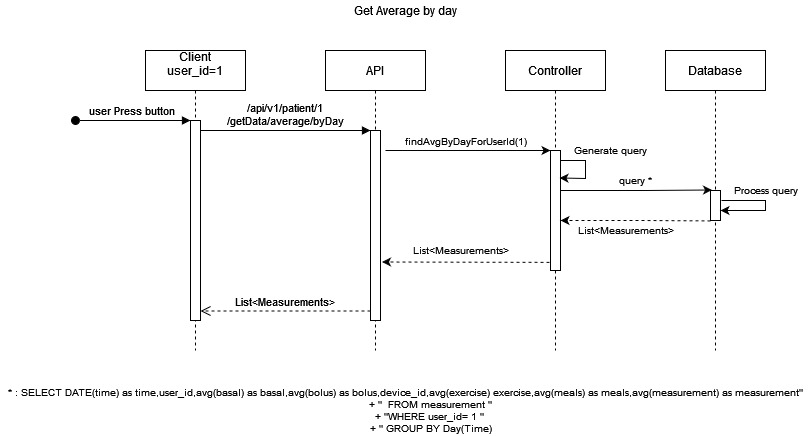 Get Average by day
Client
user_id=1
API
Controller
Database
user Press button
/api/v1/patient/1
/getData/average/byDay
findAvgByDayForUserId(1)
Generate query
query *
Process query
List<Measurements>
List<Measurements>
List<Measurements>
* : SELECT DATE(time) as time,user_id,avg(basal) as basal,avg(bolus) as bolus,device_id,avg(exercise) exercise,avg(meals) as meals,avg(measurement) as measurement"
+ "  FROM measurement "
+ "WHERE user_id= 1 "
+ " GROUP BY Day(Time)